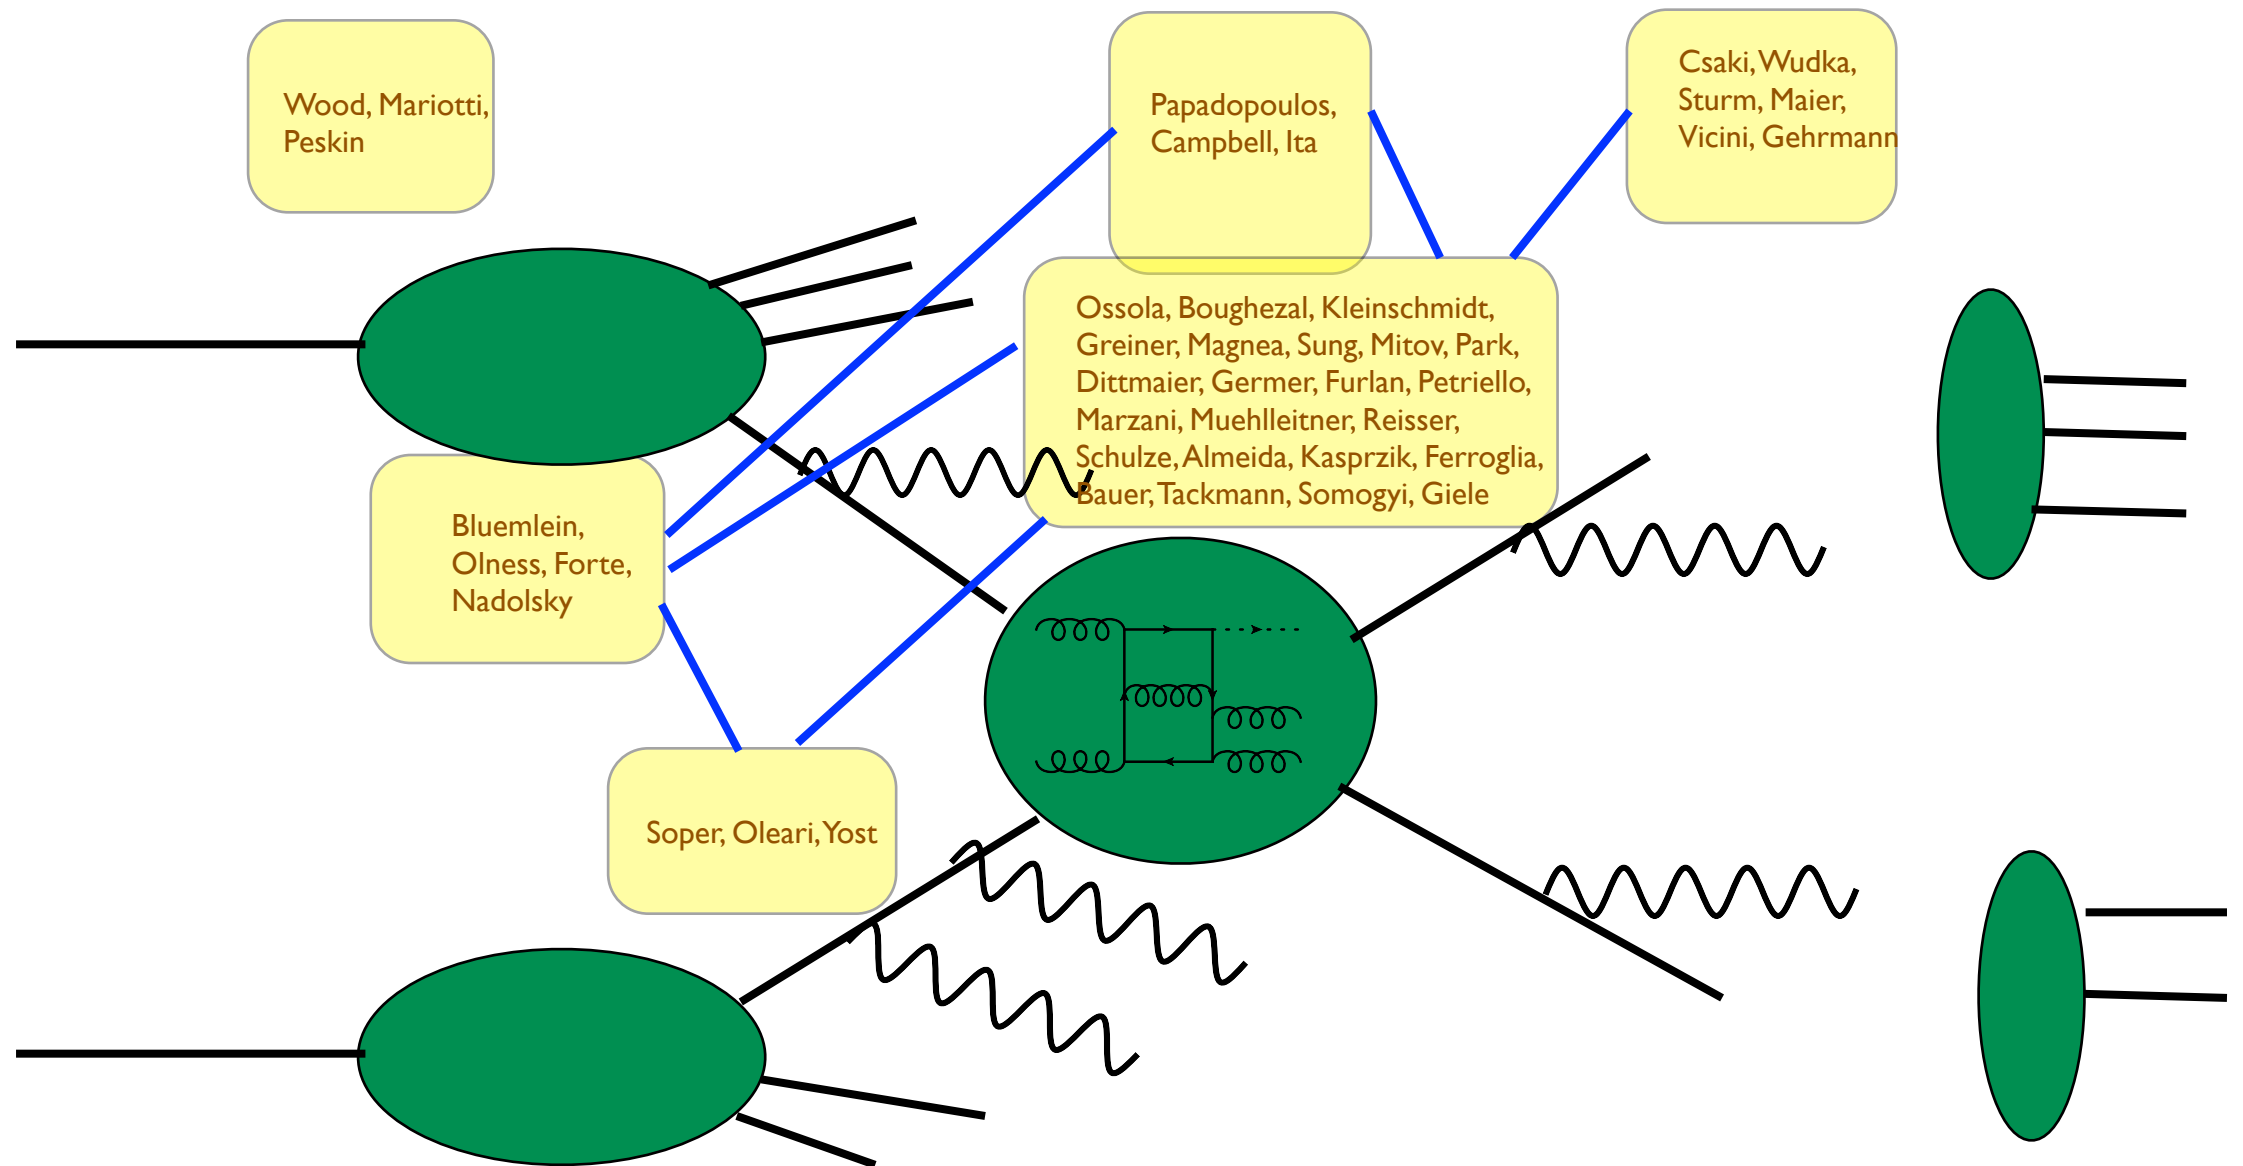 Wood, Mariotti,
Peskin
Papadopoulos,
Campbell, Ita
Csaki, Wudka,
Sturm, Maier,
Vicini, Gehrmann
Ossola, Boughezal, Kleinschmidt,
Greiner, Magnea, Sung, Mitov, Park,
Dittmaier, Germer, Furlan, Petriello,
Marzani, Muehlleitner, Reisser,
Schulze, Almeida, Kasprzik, Ferroglia,
Bauer, Tackmann, Somogyi, Giele
Bluemlein,
Olness, Forte,
Nadolsky
Soper, Oleari, Yost